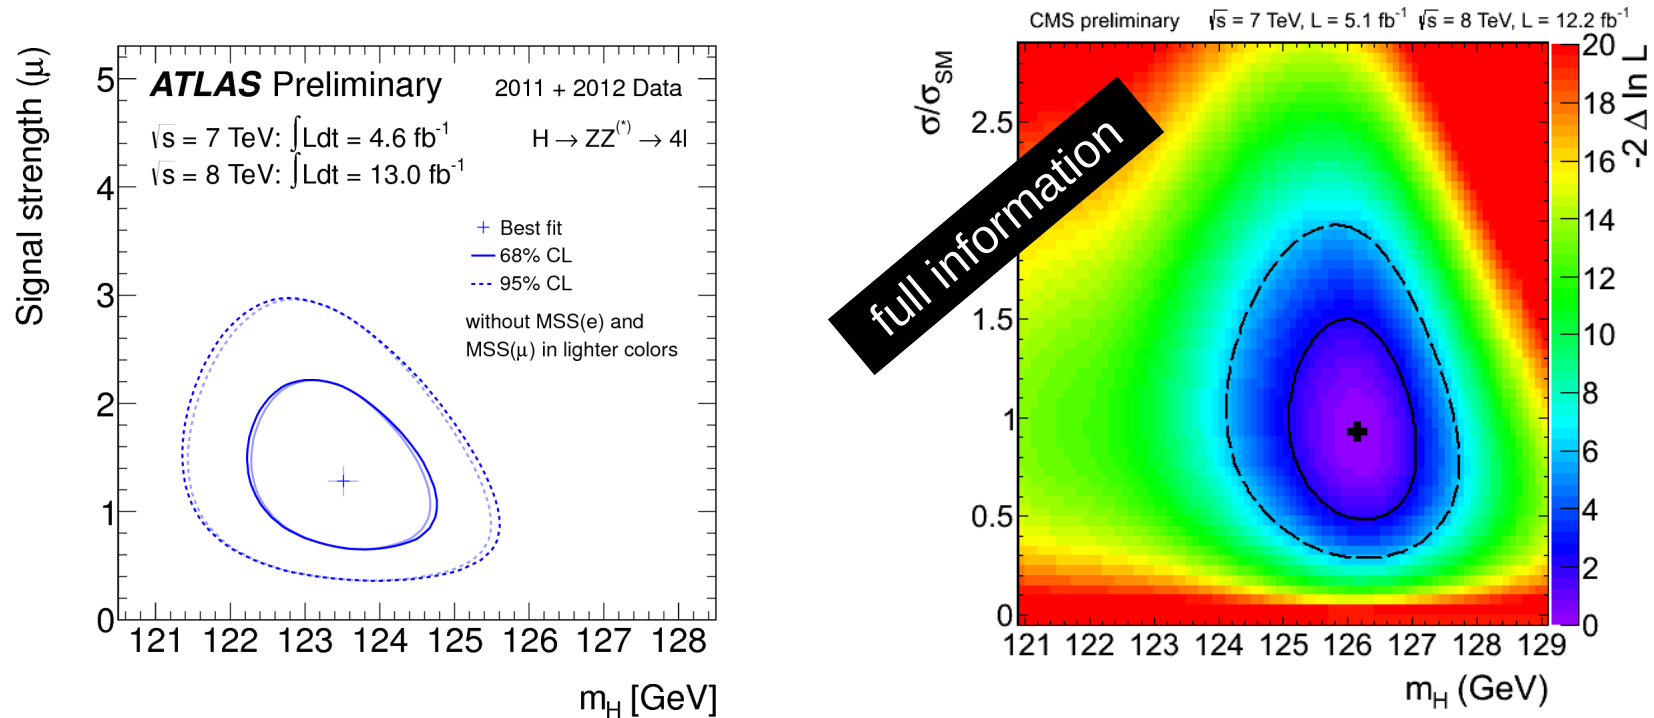 Signal strength (μ)
ATLAS Preliminary
2011 + 2012 Data
√s = 7 TeV: ∫Ldt = 4.6 fb⁻¹
H → ZZ⁽*⁾ → 4l
√s = 8 TeV: ∫Ldt = 13.0 fb⁻¹
Best fit
68% CL
95% CL
without MSS(e) and
MSS(μ) in lighter colors
5
4
3
2
1
0
121 122 123 124 125 126 127 128
m_H [GeV]
full information
CMS preliminary √s = 7 TeV, L = 5.1 fb⁻¹ √s = 8 TeV, L = 12.2 fb⁻¹
σ/σ_SM
2.5
1.5
1
0.5
0
121 122 123 124 125 126 127 128 129
m_H (GeV)
20
18
16
14
12
10
8
6
4
2
0
-2 Δ ln L